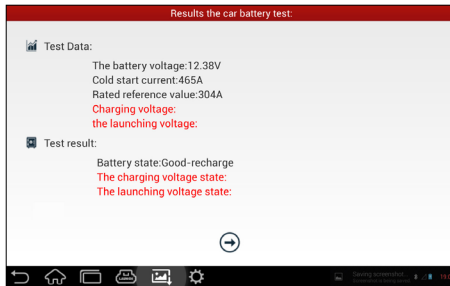 Results the car battery test:
Test Data:
The battery voltage:12.38V
Cold start current:465A
Rated reference value:304A
Charging voltage:
the launching voltage:
Test result:
Battery state:Good-recharge
The charging voltage state:
The launching voltage state:
Saving screenshot...